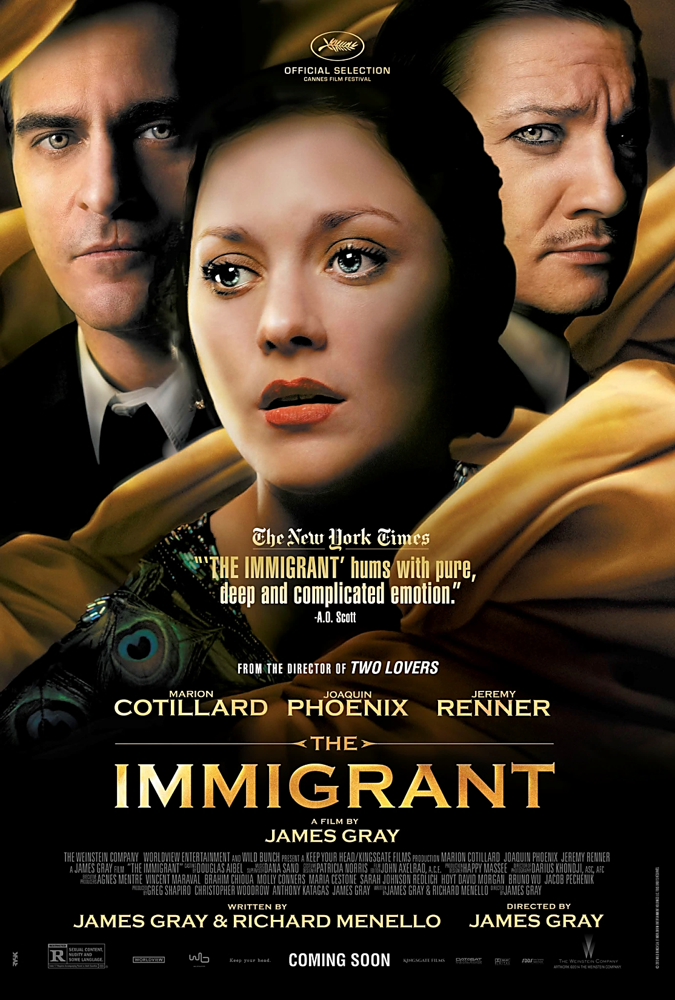 OFFICIAL SELECTION
CANNES FILM FESTIVAL
The New York Times
"'THE IMMIGRANT' hums with pure,
deep and complicated emotion."
-A.O. Scott
FROM THE DIRECTOR OF TWO LOVERS
MARION COTILLARD JOAQUIN PHOENIX JEREMY RENNER
THE
IMMIGRANT
A FILM BY
JAMES GRAY
THE WEINSTEIN COMPANY WORLDVIEW ENTERTAINMENT AND WILD BUNCH PRESENT A KEEP YOUR HEAD/KINGSGATE FILMS PRODUCTION MARION COTILLARD JOAQUIN PHOENIX JEREMY RENNER
A JAMES GRAY FILM "THE IMMIGRANT" CASTING BY DOUGLAS AIBEL MUSIC SUPERVISOR DANA SANO COSTUME DESIGNER PATRICIA NORRIS FILM EDITOR JOHN AXELRAD, A.C.E. PRODUCTION DESIGNER HAPPY MASSEE DIRECTOR OF PHOTOGRAPHY DARIUS KHONDJI, ASC, AFC
EXECUTIVE PRODUCERS AGNES MENTRE VINCENT MARAVAL BRAHIM CHIOUA MOLLY CONNERS MARIA CESTONE SARAH JOHNSON REDLICH HOYT DAVID MORGAN BRUNO WU JACOB PECHENIK
PRODUCED BY GREG SHAPIRO CHRISTOPHER WOODROW ANTHONY KATAGAS JAMES GRAY WRITTEN BY JAMES GRAY & RICHARD MENELLO DIRECTED BY JAMES GRAY
WRITTEN BY
JAMES GRAY & RICHARD MENELLO
DIRECTED BY
JAMES GRAY
RESTRICTED
R
SEXUAL CONTENT,
NUDITY AND
SOME LANGUAGE.
WORLDVIEW
Keep your head.
COMING SOON
KINGSGATE FILMS
DATASAT
THE WEINSTEIN COMPANY
ARTWORK ©2014 THE WEINSTEIN COMPANY